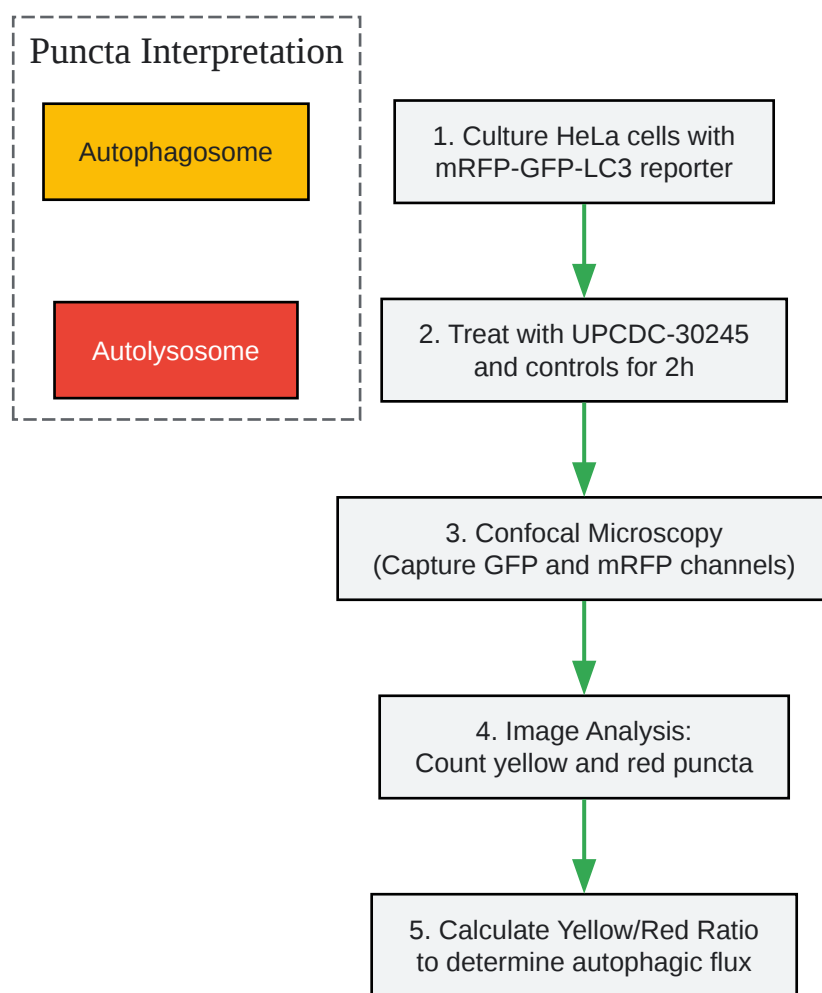 Puncta Interpretation
Autophagosome
Autolysosome
1. Culture HeLa cells with
mRFP-GFP-LC3 reporter
2. Treat with UPCDC-30245
and controls for 2h
3. Confocal Microscopy
(Capture GFP and mRFP channels)
4. Image Analysis:
Count yellow and red puncta
5. Calculate Yellow/Red Ratio
to determine autophagic flux